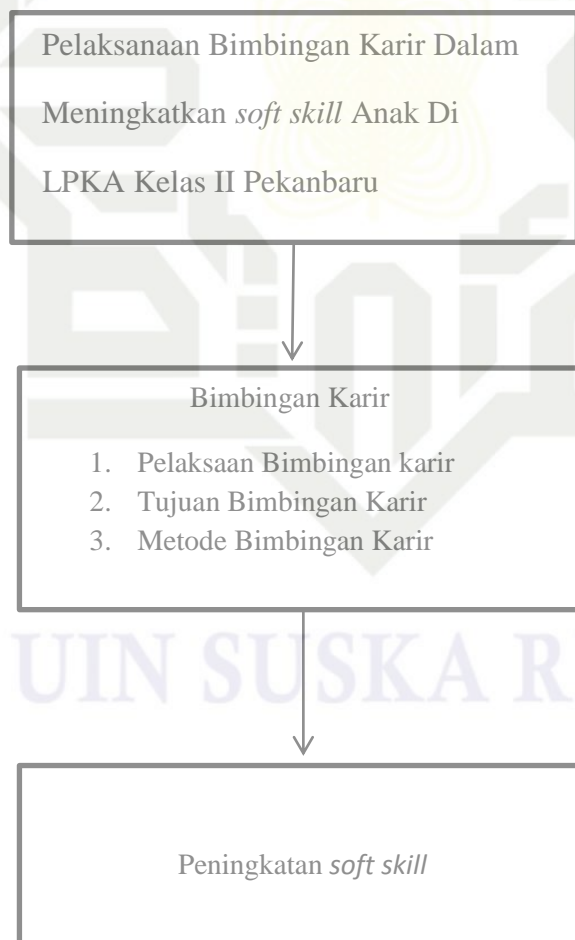 Pelaksanaan Bimbingan Karir Dalam
Meningkatkan soft skill Anak Di
LPKA Kelas II Pekanbaru
Bimbingan Karir
1. Pelaksaan Bimbingan karir
2. Tujuan Bimbingan Karir
3. Metode Bimbingan Karir
UIN SUSKA R
Peningkatan soft skill